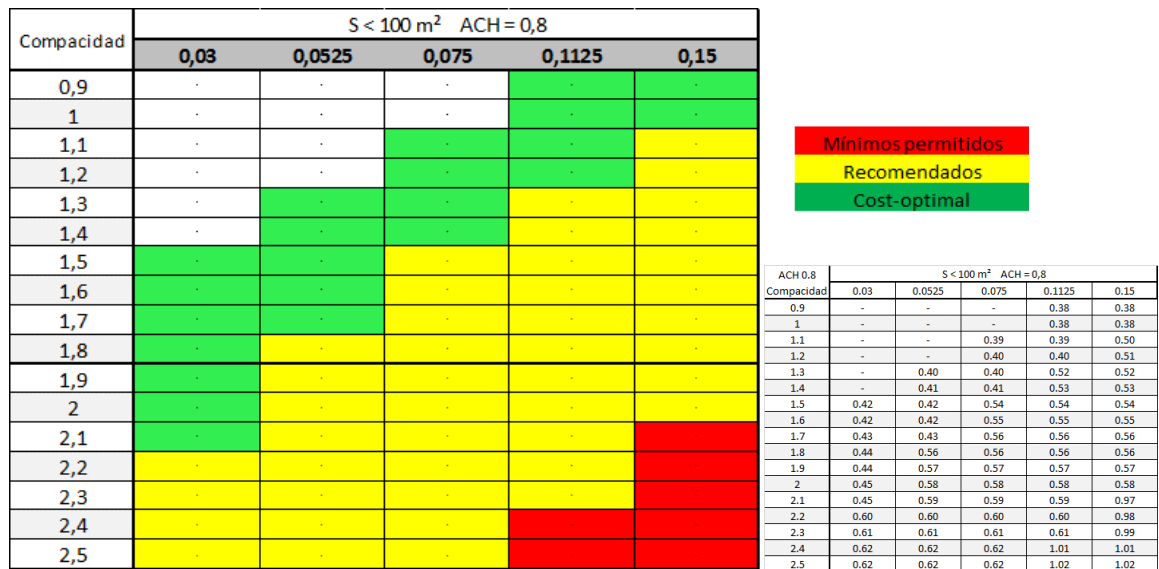 Compacidad
S < 100 m² ACH = 0,8
0,03 0,0525 0,075 0,1125 0,15
0,9 . . . . .
1 . . . . .
1,1 . . . . .
1,2 . . . . .
1,3 . . . . .
1,4 . . . . .
1,5 . . . . .
1,6 . . . . .
1,7 . . . . .
1,8 . . . . .
1,9 . . . . .
2 . . . . .
2,1 . . . . .
2,2 . . . . .
2,3 . . . . .
2,4 . . . . .
2,5 . . . . .
Mínimos permitidos
Recomendados
Cost-optimal
ACH 0.8 S < 100 m² ACH = 0,8
Compacidad 0.03 0.0525 0.075 0.1125 0.15
0.9 - - - 0.38 0.38
1 - - - 0.38 0.38
1.1 - - 0.39 0.39 0.50
1.2 - - 0.40 0.40 0.51
1.3 - 0.40 0.40 0.52 0.52
1.4 - 0.41 0.41 0.53 0.53
1.5 0.42 0.42 0.54 0.54 0.54
1.6 0.42 0.42 0.55 0.55 0.55
1.7 0.43 0.43 0.56 0.56 0.56
1.8 0.44 0.56 0.56 0.56 0.56
1.9 0.44 0.57 0.57 0.57 0.57
2 0.45 0.58 0.58 0.58 0.58
2.1 0.45 0.59 0.59 0.59 0.97
2.2 0.60 0.60 0.60 0.60 0.98
2.3 0.61 0.61 0.61 0.61 0.99
2.4 0.62 0.62 0.62 1.01 1.01
2.5 0.62 0.62 0.62 1.02 1.02